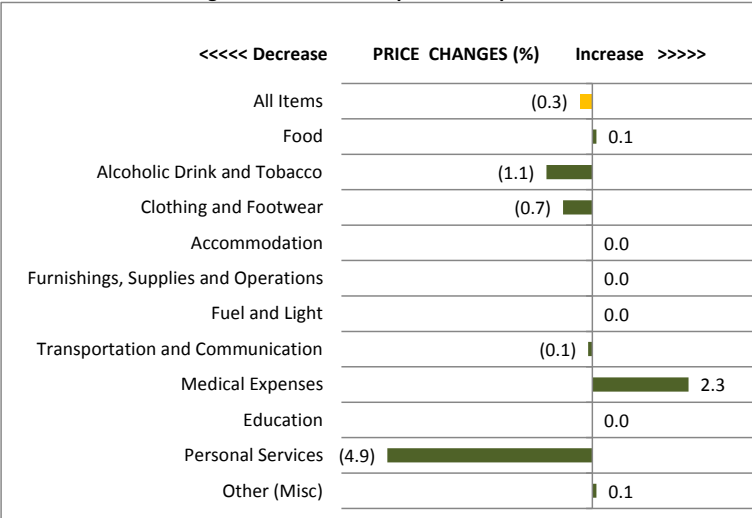 <<<<< Decrease PRICE CHANGES (%) Increase >>>>>
All Items (0.3)
Food 0.1
Alcoholic Drink and Tobacco (1.1)
Clothing and Footwear (0.7)
Accommodation 0.0
Furnishings, Supplies and Operations 0.0
Fuel and Light 0.0
Transportation and Communication (0.1)
Medical Expenses 2.3
Education 0.0
Personal Services (4.9)
Other (Misc) 0.1